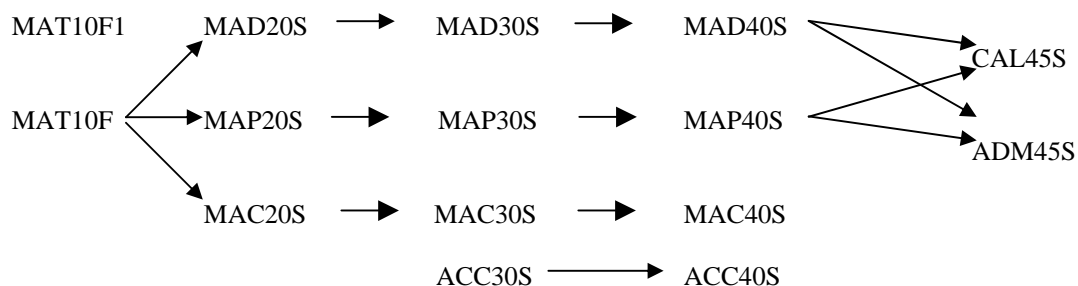 MAT10F1 MAD20S MAD30S MAD40S
CAL45S
MAT10F MAP20S MAP30S MAP40S
ADM45S
MAC20S MAC30S MAC40S
ACC30S ACC40S